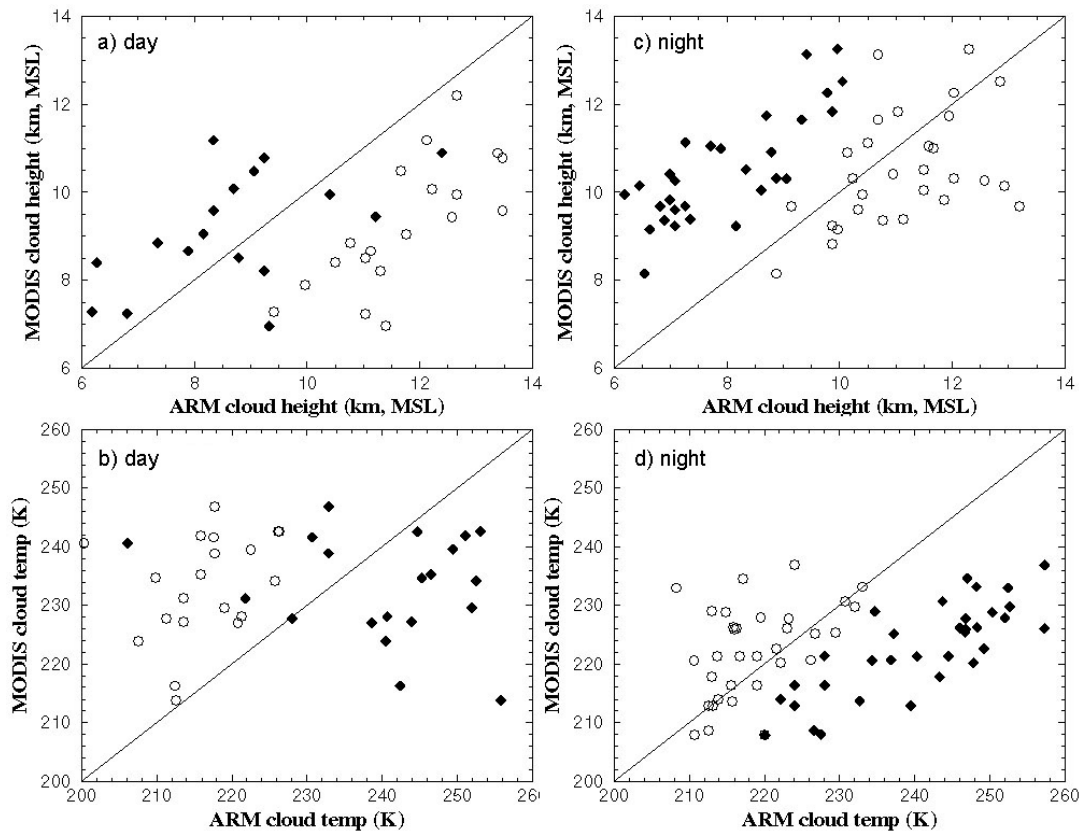 14
a) day
12
10
8
6
MODIS cloud height (km, MSL)
6 8 10 12 14
ARM cloud height (km, MSL)
14
c) night
12
10
8
6
MODIS cloud height (km, MSL)
6 8 10 12 14
ARM cloud height (km, MSL)
260
b) day
250
240
230
220
210
200
MODIS cloud temp (K)
200 210 220 230 240 250 260
ARM cloud temp (K)
260
d) night
250
240
230
220
210
200
MODIS cloud temp (K)
200 210 220 230 240 250 260
ARM cloud temp (K)